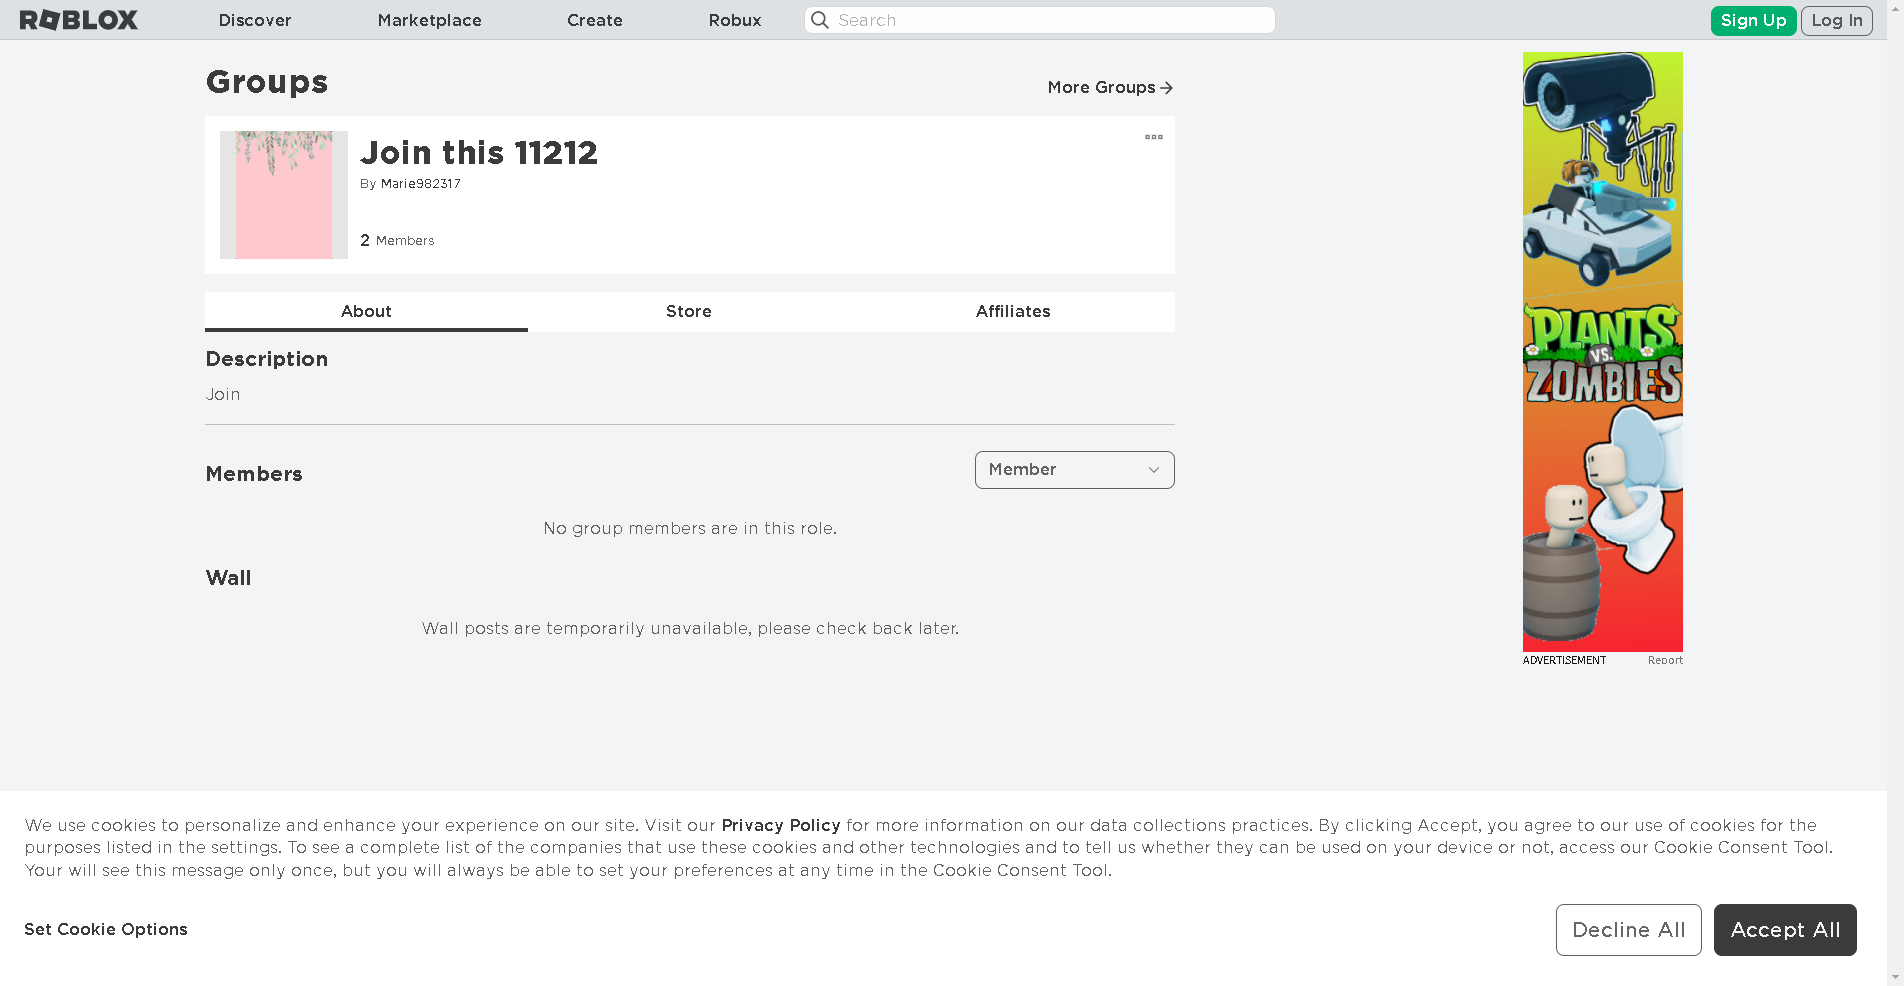 ROBLOX
Discover
Marketplace
Create
Robux
Search
Sign Up
Log In
Groups
More Groups
Join this 11212
By Marie982317
2 Members
About
Store
Affiliates
Description
Join
Members
Member
No group members are in this role.
Wall
Wall posts are temporarily unavailable, please check back later.
PLANTS
VS.
ZOMBIES
ADVERTISEMENT
Report
We use cookies to personalize and enhance your experience on our site. Visit our Privacy Policy for more information on our data collections practices. By clicking Accept, you agree to our use of cookies for the
purposes listed in the settings. To see a complete list of the companies that use these cookies and other technologies and to tell us whether they can be used on your device or not, access our Cookie Consent Tool.
Your will see this message only once, but you will always be able to set your preferences at any time in the Cookie Consent Tool.
Set Cookie Options
Decline All
Accept All